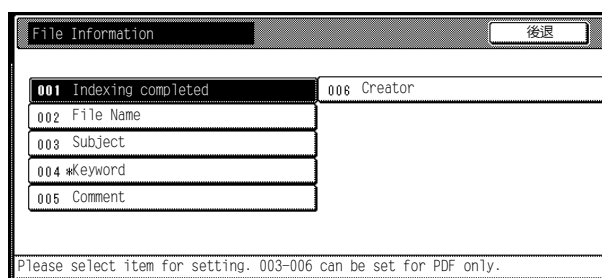 File Information
後退
001 Indexing completed
002 File Name
003 Subject
004 *Keyword
005 Comment
006 Creator
Please select item for setting. 003-006 can be set for PDF only.